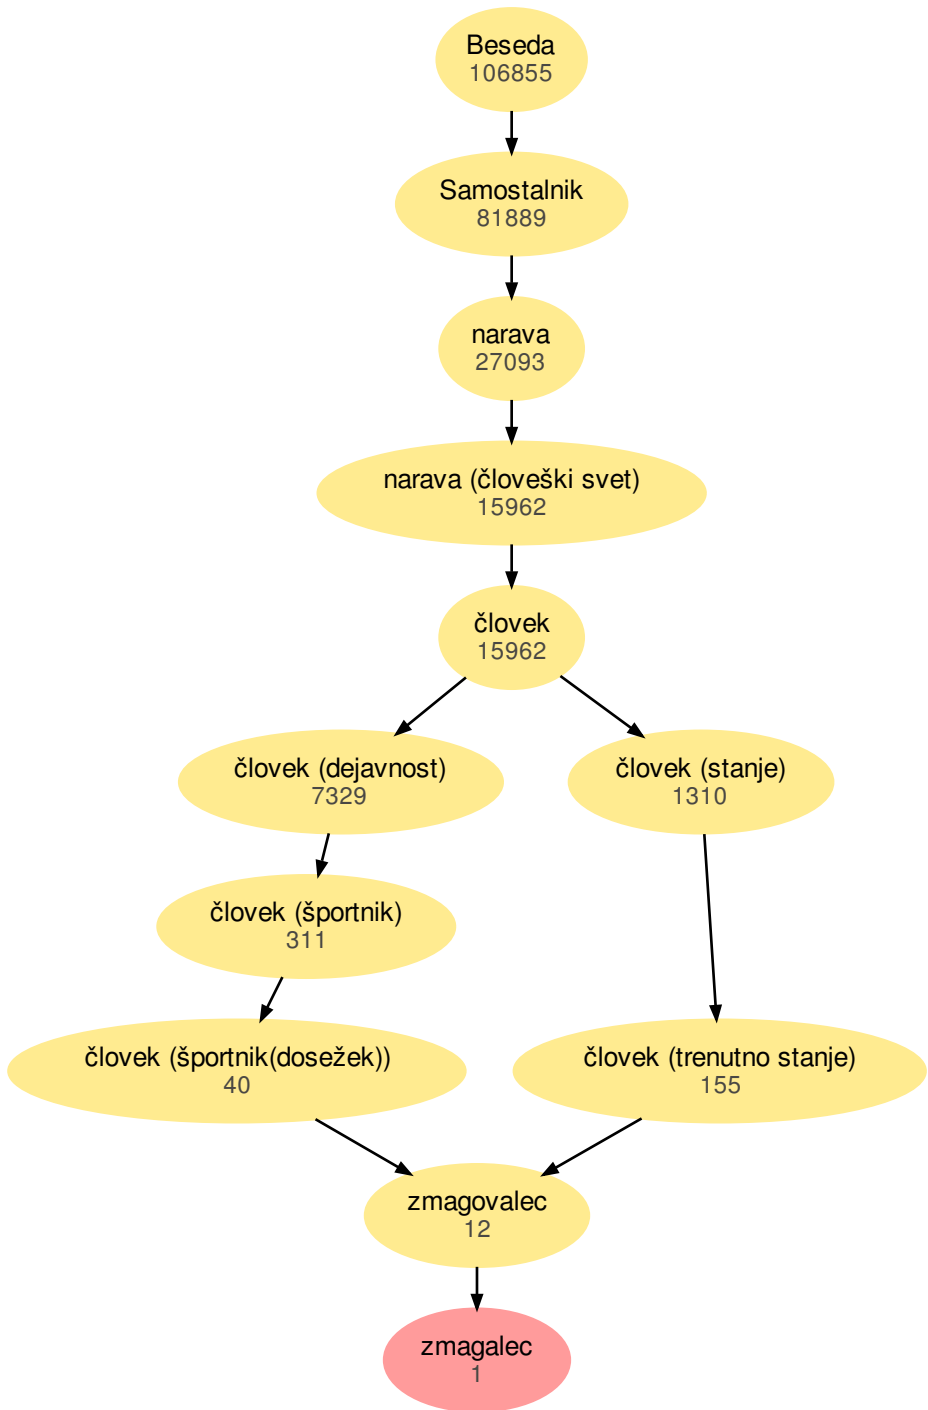 Beseda
106855
Samostalnik
81889
narava
27093
narava (človeški svet)
15962
človek
15962
človek (dejavnost)
7329
človek (stanje)
1310
človek (športnik)
311
človek (športnik(dosežek))
40
človek (trenutno stanje)
155
zmagovalec
12
zmagalec
1